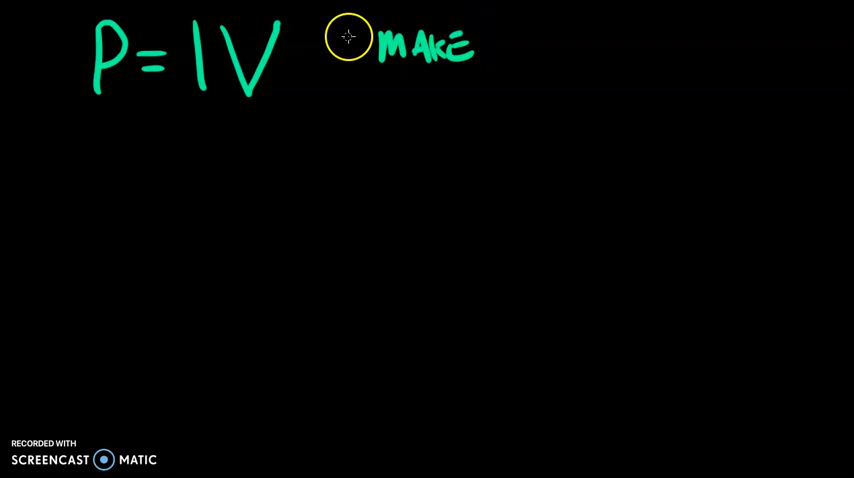 P = IV MAKE
RECORDED WITH
SCREENCAST MATIC